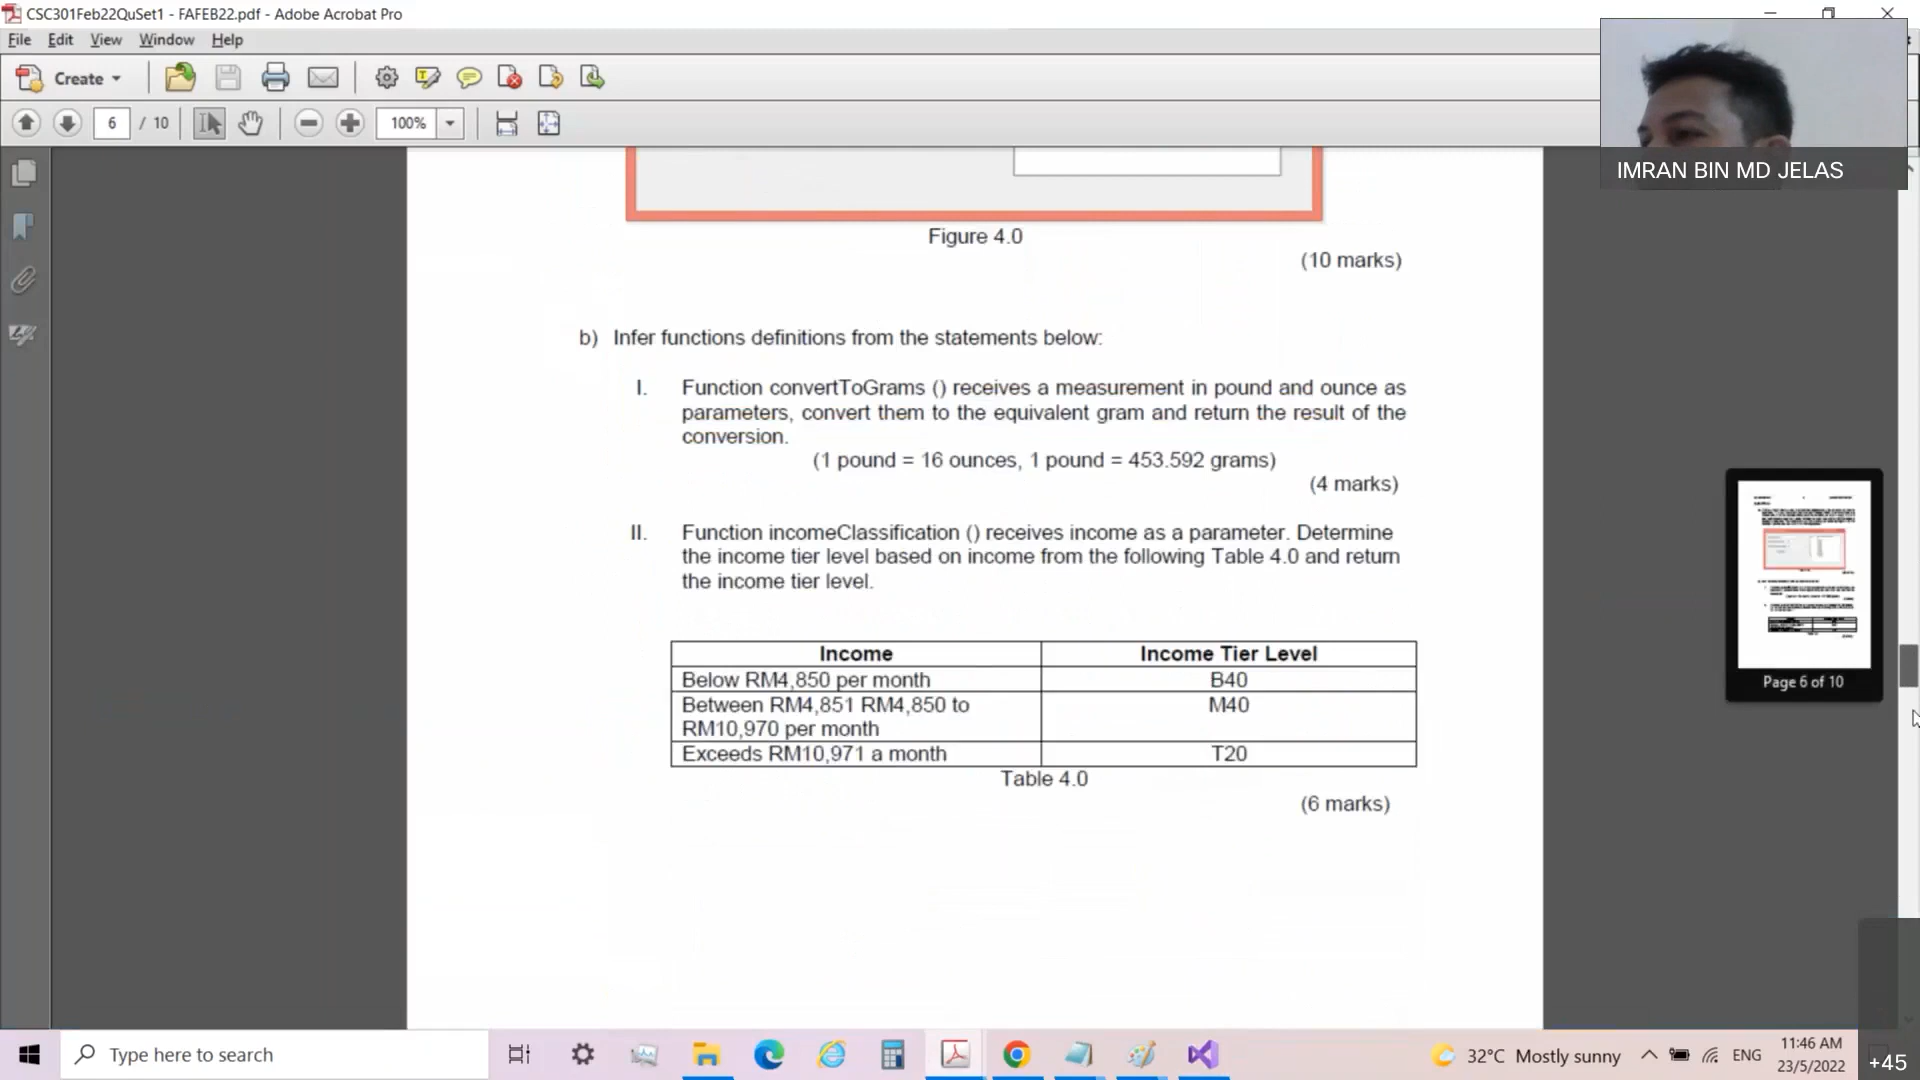 CSC301Feb22QuSet1 - FAFEB22.pdf - Adobe Acrobat Pro
File Edit View Window Help
Create
6 / 10 100%
IMRAN BIN MD JELAS
Figure 4.0
(10 marks)
b) Infer functions definitions from the statements below:
I. Function convertToGrams () receives a measurement in pound and ounce as
parameters, convert them to the equivalent gram and return the result of the
conversion.
(1 pound = 16 ounces, 1 pound = 453.592 grams)
(4 marks)
II. Function incomeClassification () receives income as a parameter. Determine
the income tier level based on income from the following Table 4.0 and return
the income tier level.
Income Income Tier Level
Below RM4,850 per month B40
Between RM4,851 RM4,850 to M40
RM10,970 per month
Exceeds RM10,971 a month T20
Table 4.0
(6 marks)
Page 6 of 10
Type here to search
32°C Mostly sunny ENG
11:46 AM
23/5/2022
+45